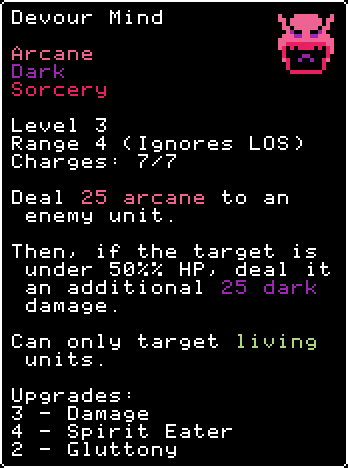 Devour Mind
Arcane
Dark
Sorcery
Level 3
Range 4 (Ignores LOS)
Charges: 7/7
Deal 25 arcane to an
enemy unit.
Then, if the target is
under 50%% HP, deal it
an additional 25 dark
damage.
Can only target living
units.
Upgrades:
3 - Damage
4 - Spirit Eater
2 - Gluttony